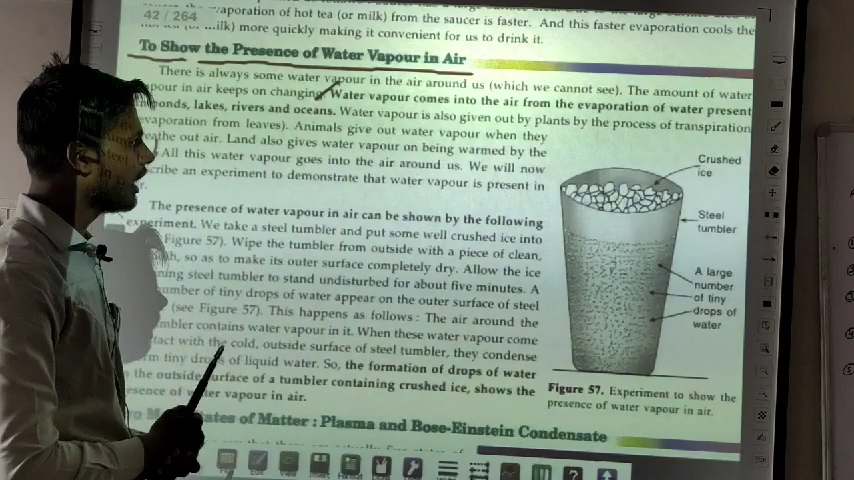 vaporation of hot tea (or milk) from the saucer is faster. And this faster evaporation cools the
42 / 264
ilk) more quickly making it convenient for us to drink it.
To Show the Presence of Water Vapour in Air
There is always some water vapour in the air around us (which we cannot see). The amount of water
pour in air keeps on changing. Water vapour comes into the air from the evaporation of water present
ponds, lakes, rivers and oceans. Water vapour is also given out by plants by the process of transpiration
evaporation from leaves). Animals give out water vapour when they
eathe out air. Land also gives water vapour on being warmed by the
All this water vapour goes into the air around us. We will now
cribe an experiment to demonstrate that water vapour is present in
r.
The presence of water vapour in air can be shown by the following
experiment. We take a steel tumbler and put some well crushed ice into
Figure 57). Wipe the tumbler from outside with a piece of clean,
th, so as to make its outer surface completely dry. Allow the ice
ning steel tumbler to stand undisturbed for about five minutes. A
umber of tiny drops of water appear on the outer surface of steel
(see Figure 57). This happens as follows : The air around the
mbler contains water vapour in it. When these water vapour come
tact with the cold, outside surface of steel tumbler, they condense
rm tiny drops of liquid water. So, the formation of drops of water
the outside surface of a tumbler containing crushed ice, shows the
esence of water vapour in air.
Crushed
ice
Steel
tumbler
A large
number
of tiny
drops of
water
Figure 57. Experiment to show the
presence of water vapour in air.
tates of Matter : Plasma and Bose-Einstein Condensate